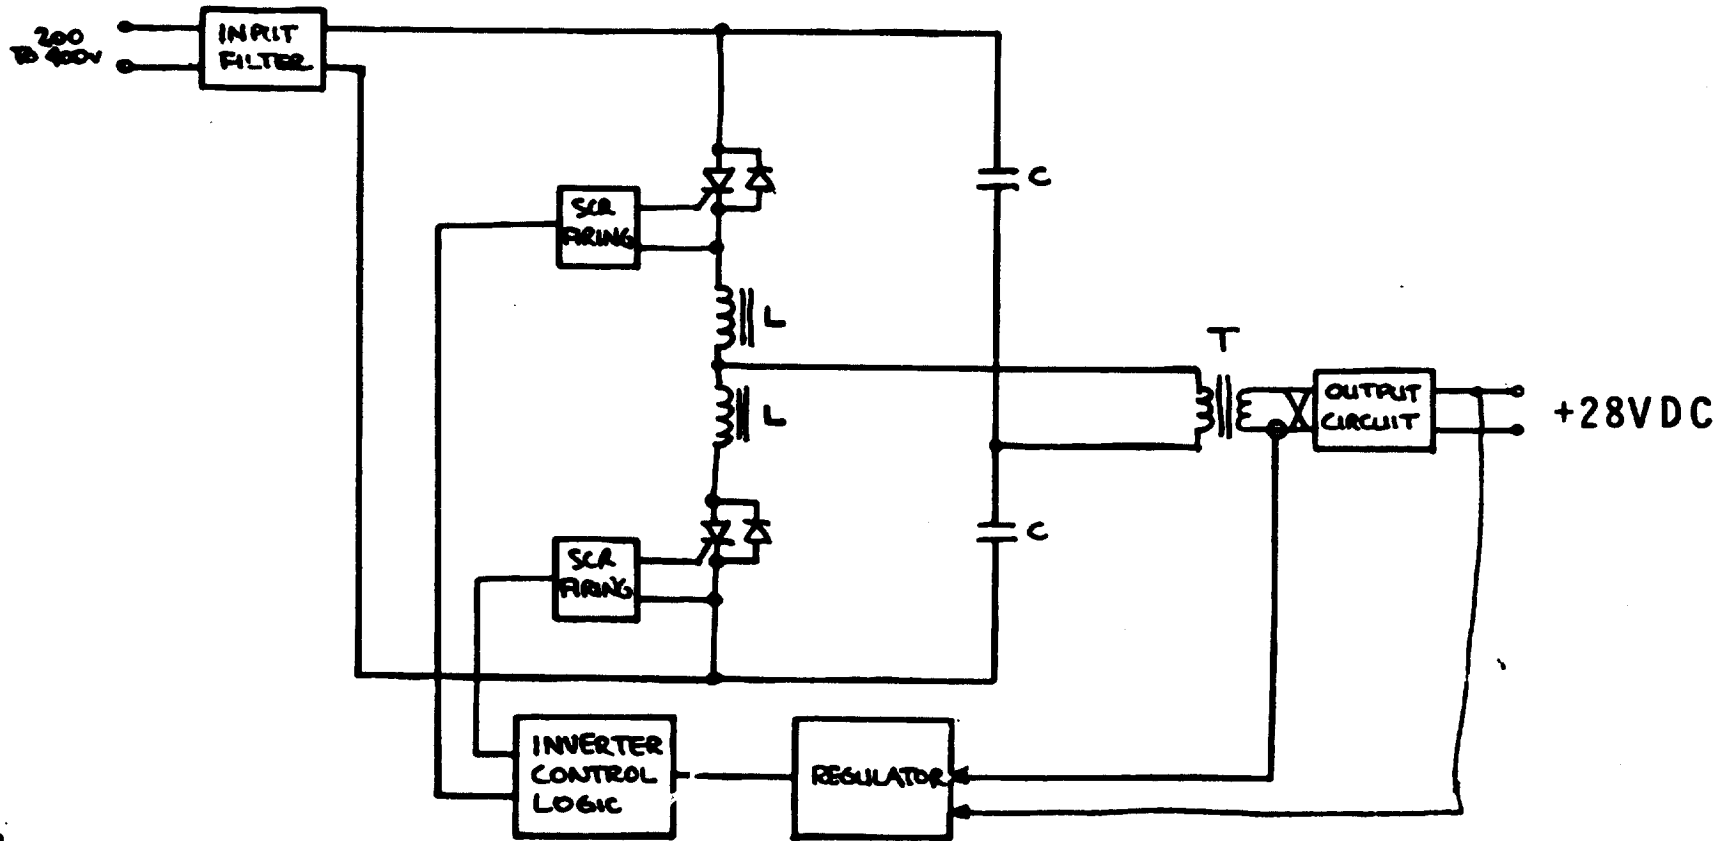 200
TO 400V
INPUT
FILTER
C
SCR
FIRING
L
T
L
OUTPUT
CIRCUIT
+28VDC
C
SCR
FIRING
INVERTER
CONTROL
LOGIC
REGULATOR